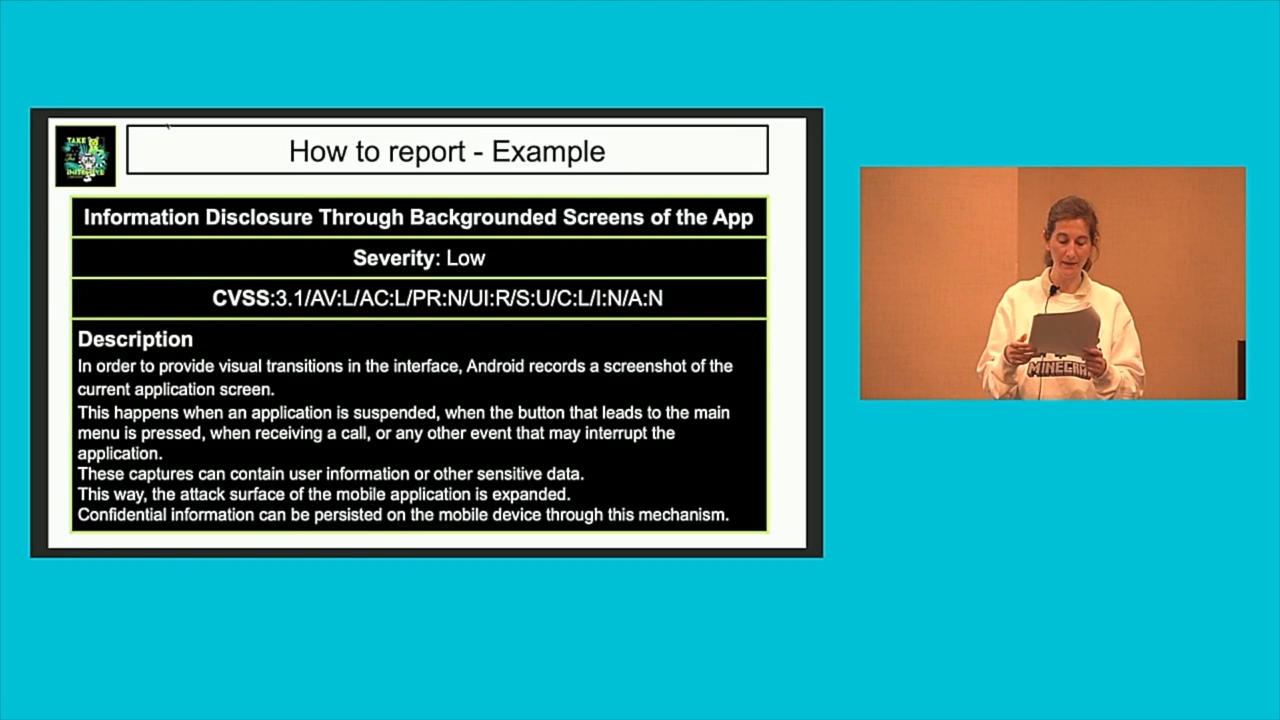 TAKE
How to report - Example
Information Disclosure Through Backgrounded Screens of the App
Severity: Low
CVSS:3.1/AV:L/AC:L/PR:N/UI:R/S:U/C:L/I:N/A:N
Description
In order to provide visual transitions in the interface, Android records a screenshot of the
current application screen.
This happens when an application is suspended, when the button that leads to the main
menu is pressed, when receiving a call, or any other event that may interrupt the
application.
These captures can contain user information or other sensitive data.
This way, the attack surface of the mobile application is expanded.
Confidential information can be persisted on the mobile device through this mechanism.